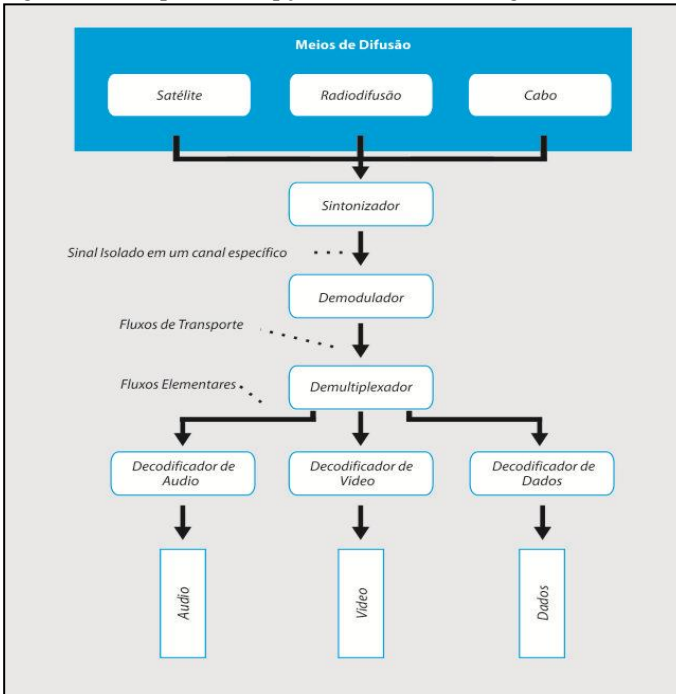 Meios de Difusão
Satélite
Radiodifusão
Cabo
Sintonizador
Sinal Isolado em um canal específico
Demodulador
Fluxos de Transporte
Demultiplexador
Fluxos Elementares
Decodificador de
Audio
Decodificador de
Video
Decodificador de
Dados
Audio
Video
Dados